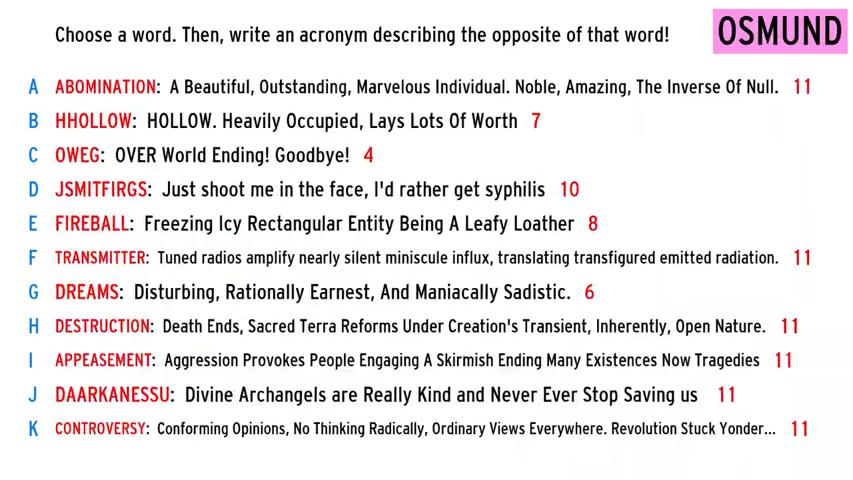 Choose a word. Then, write an acronym describing the opposite of that word! OSMUND
A ABOMINATION: A Beautiful, Outstanding, Marvelous Individual. Noble, Amazing, The Inverse Of Null. 11
B HHOLLOW: HOLLOW. Heavily Occupied, Lays Lots Of Worth 7
C OWEG: OVER World Ending! Goodbye! 4
D JSMITFIRGS: Just shoot me in the face, I'd rather get syphilis 10
E FIREBALL: Freezing Icy Rectangular Entity Being A Leafy Loather 8
F TRANSMITTER: Tuned radios amplify nearly silent miniscule influx, translating transfigured emitted radiation. 11
G DREAMS: Disturbing, Rationally Earnest, And Maniacally Sadistic. 6
H DESTRUCTION: Death Ends, Sacred Terra Reforms Under Creation's Transient, Inherently, Open Nature. 11
I APPEASEMENT: Aggression Provokes People Engaging A Skirmish Ending Many Existences Now Tragedies 11
J DAARKANESSU: Divine Archangels are Really Kind and Never Ever Stop Saving us 11
K CONTROVERSY: Conforming Opinions, No Thinking Radically, Ordinary Views Everywhere. Revolution Stuck Yonder... 11